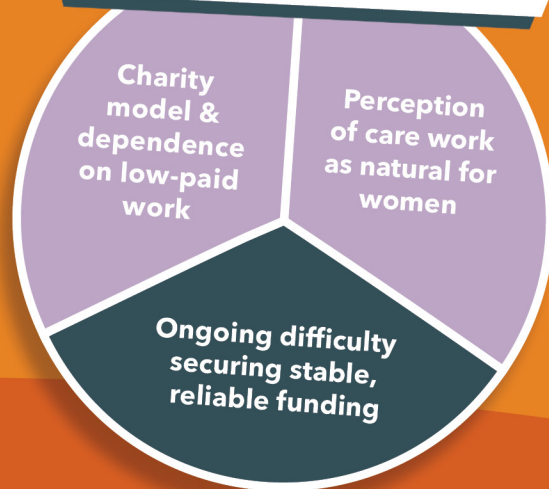 Charity
model &
dependence
on low-paid
work
Perception
of care work
as natural for
women
Ongoing difficulty
securing stable,
reliable funding